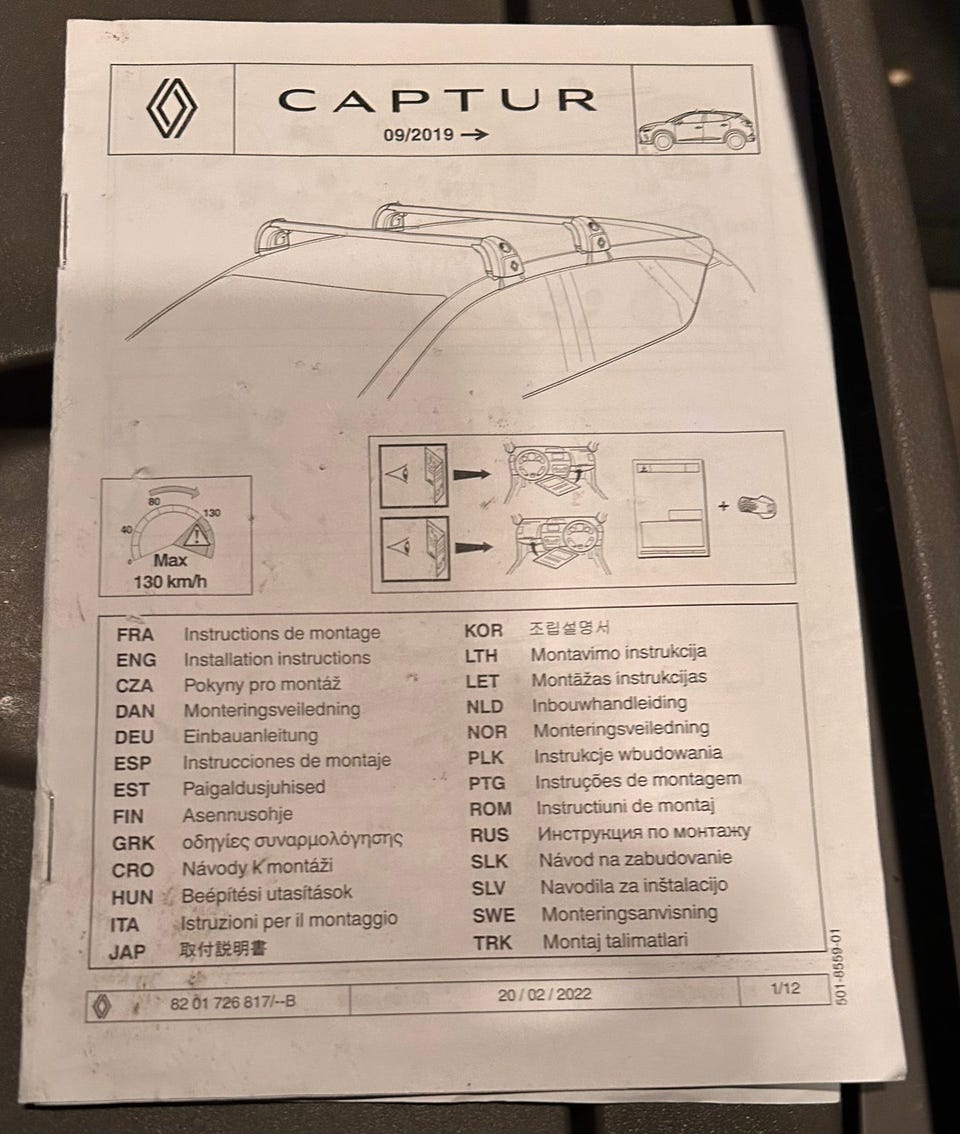 CAPTUR
09/2019 →
0
40
80
130
Max
130 km/h
FRA Instructions de montage
ENG Installation instructions
CZA Pokyny pro montáž
DAN Monteringsveiledning
DEU Einbauanleitung
ESP Instrucciones de montaje
EST Paigaldusjuhised
FIN Asennusohje
GRK οδηγίες συναρμολόγησης
CRO Návody k montáži
HUN Beépítési utasítások
ITA Istruzioni per il montaggio
JAP 取付説明書
KOR 조립설명서
LTH Montavimo instrukcija
LET Montāžas instrukcijas
NLD Inbouwhandleiding
NOR Monteringsveiledning
PLK Instrukcje wbudowania
PTG Instruções de montagem
ROM Instructiuni de montaj
RUS Инструкция по монтажу
SLK Návod na zabudovanie
SLV Navodila za inštalacijo
SWE Monteringsanvisning
TRK Montaj talimatlari
82 01 726 817/--B
20 / 02 / 2022
1/12
501-8559-01